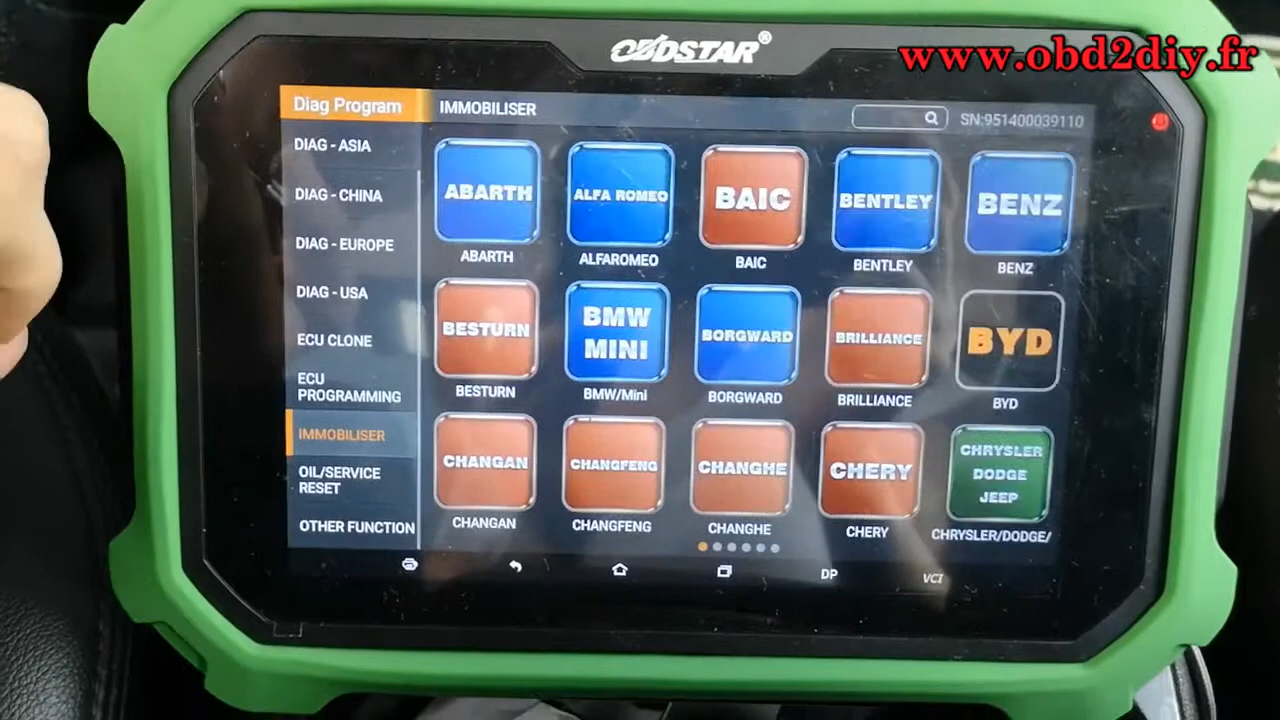 OBDSTAR®
www.obd2diy.fr
Diag Program
IMMOBILISER
SN:951400039110
DIAG - ASIA
DIAG - CHINA
DIAG - EUROPE
DIAG - USA
ECU CLONE
ECU
PROGRAMMING
IMMOBILISER
OIL/SERVICE
RESET
OTHER FUNCTION
ABARTH
ALFA ROMEO
BAIC
BENTLEY
BENZ
ABARTH
ALFAROMEO
BAIC
BENTLEY
BENZ
BESTURN
BMW
MINI
BORGWARD
BRILLIANCE
BYD
BESTURN
BMW/Mini
BORGWARD
BRILLIANCE
BYD
CHANGAN
CHANGFENG
CHANGHE
CHERY
CHRYSLER
DODGE
JEEP
CHANGAN
CHANGFENG
CHANGHE
CHERY
CHRYSLER/DODGE/
DP
VCI